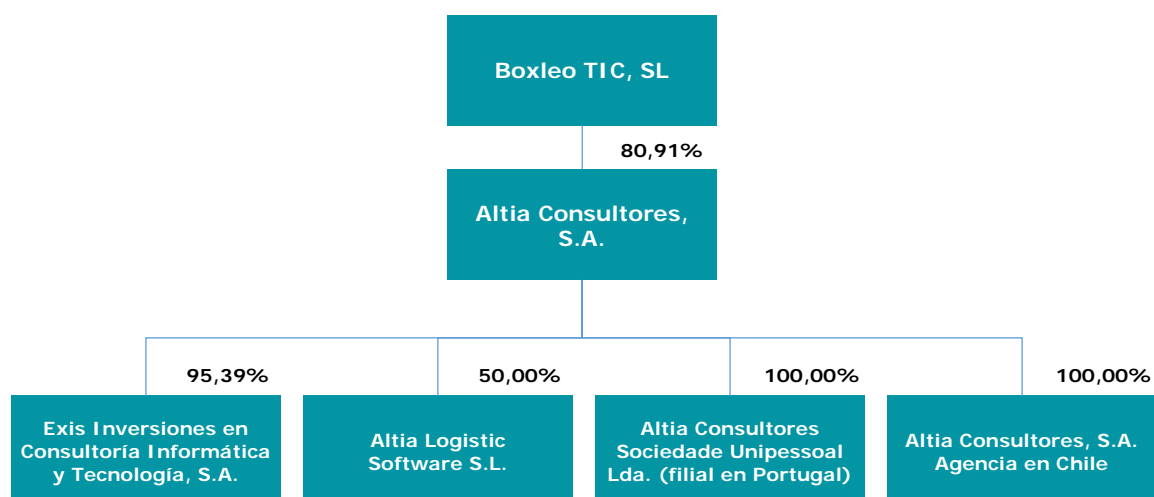 Boxleo TIC, SL
80,91%
Altia Consultores,
S.A.
95,39%
50,00%
100,00%
100,00%
Exis Inversiones en
Consultoría Informática
y Tecnología, S.A.
Altia Logistic
Software S.L.
Altia Consultores
Sociedade Unipessoal
Lda. (filial en Portugal)
Altia Consultores, S.A.
Agencia en Chile